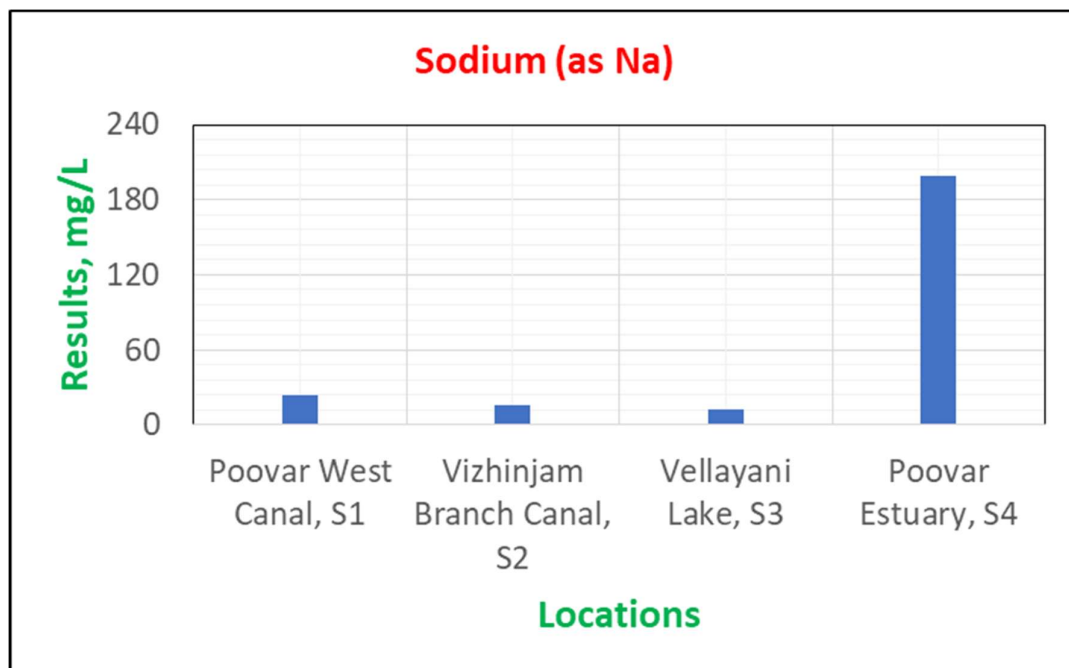 Sodium (as Na)
240
180
120
60
0
Results, mg/L
Poovar West
Canal, S1
Vizhinjam
Branch Canal,
S2
Vellayani
Lake, S3
Poovar
Estuary, S4
Locations